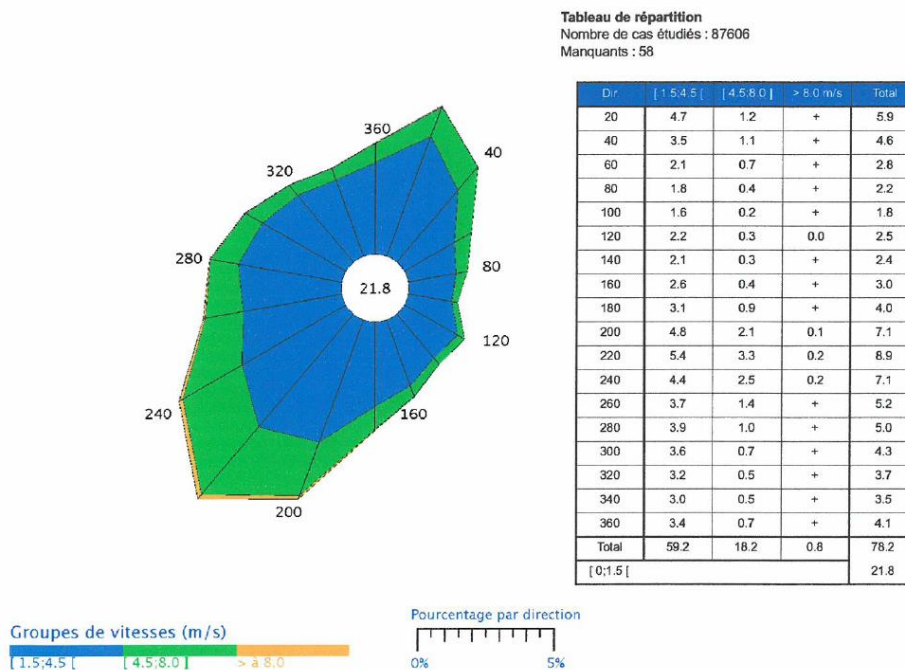 Tableau de répartition
Nombre de cas étudiés : 87606
Manquants : 58
Dir. [ 1.5;4.5 [ [ 4.5;8.0 ] > 8.0 m/s Total
20 4.7 1.2 + 5.9
40 3.5 1.1 + 4.6
60 2.1 0.7 + 2.8
80 1.8 0.4 + 2.2
100 1.6 0.2 + 1.8
120 2.2 0.3 0.0 2.5
140 2.1 0.3 + 2.4
160 2.6 0.4 + 3.0
180 3.1 0.9 + 4.0
200 4.8 2.1 0.1 7.1
220 5.4 3.3 0.2 8.9
240 4.4 2.5 0.2 7.1
260 3.7 1.4 + 5.2
280 3.9 1.0 + 5.0
300 3.6 0.7 + 4.3
320 3.2 0.5 + 3.7
340 3.0 0.5 + 3.5
360 3.4 0.7 + 4.1
Total 59.2 18.2 0.8 78.2
[ 0;1.5 [ 21.8
360
40
320
280
80
21.8
120
240
160
200
Groupes de vitesses (m/s)
[ 1.5;4.5 [ [ 4.5;8.0 ] > à 8.0
Pourcentage par direction
0% 5%